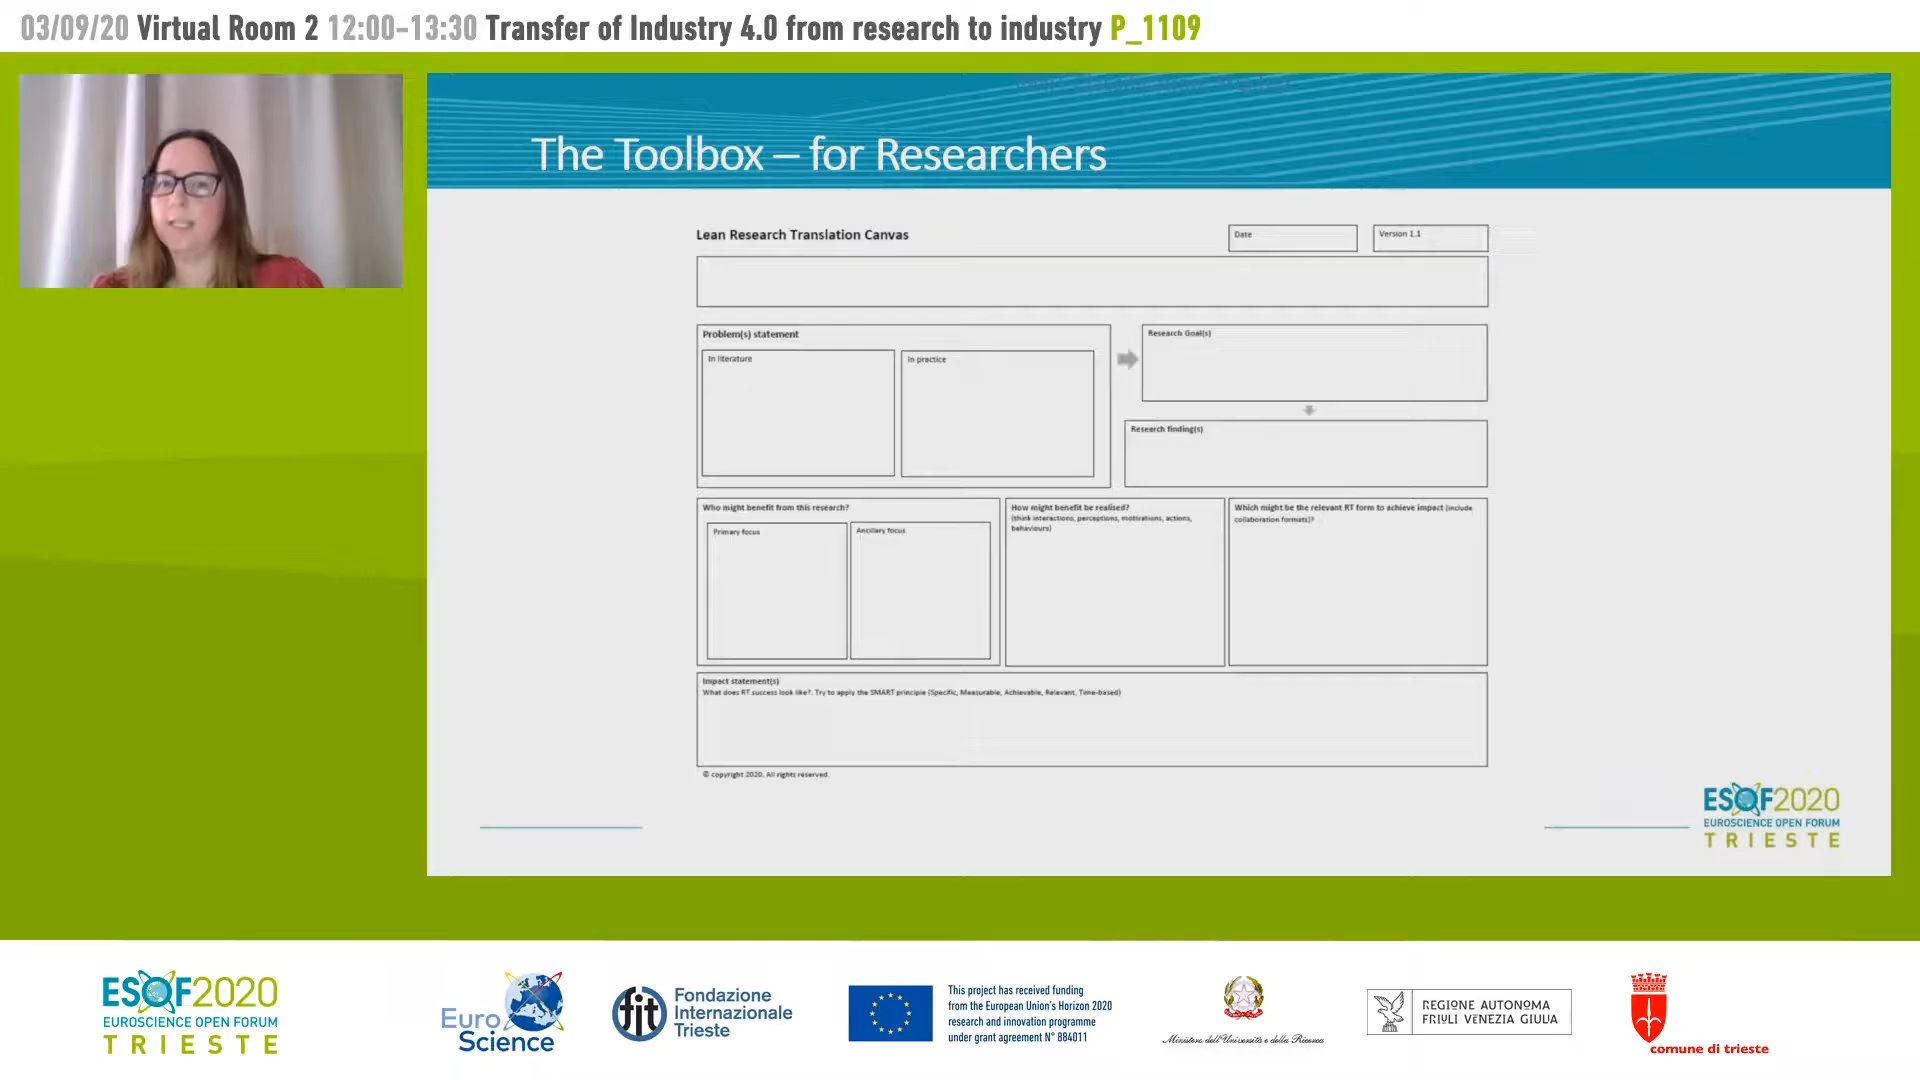 03/09/20 Virtual Room 2 12:00-13:30 Transfer of Industry 4.0 from research to industry P_1109
The Toolbox – for Researchers
Lean Research Translation Canvas
Date
Version 1.1
Problem(s) statement
In literature
In practice
Research Goal(s)
Research finding(s)
Who might benefit from this research?
Primary focus
Ancillary focus
How might benefit be realised?
(think interactions, perceptions, motivations, actions,
behaviours)
Which might be the relevant RT form to achieve impact (include
collaboration formats)?
Impact statement(s)
What does RT success look like?. Try to apply the SMART principle (Specific, Measurable, Achievable, Relevant, Time-based)
© copyright 2020. All rights reserved.
ESOF2020
EUROSCIENCE OPEN FORUM
TRIESTE
ESOF2020
EUROSCIENCE OPEN FORUM
TRIESTE
Euro
Science
fit
Fondazione
Internazionale
Trieste
This project has received funding
from the European Union's Horizon 2020
research and innovation programme
under grant agreement N° 884011
Ministero dell'Università e della Ricerca
REGIONE AUTONOMA
FRIULI VENEZIA GIULIA
comune di trieste